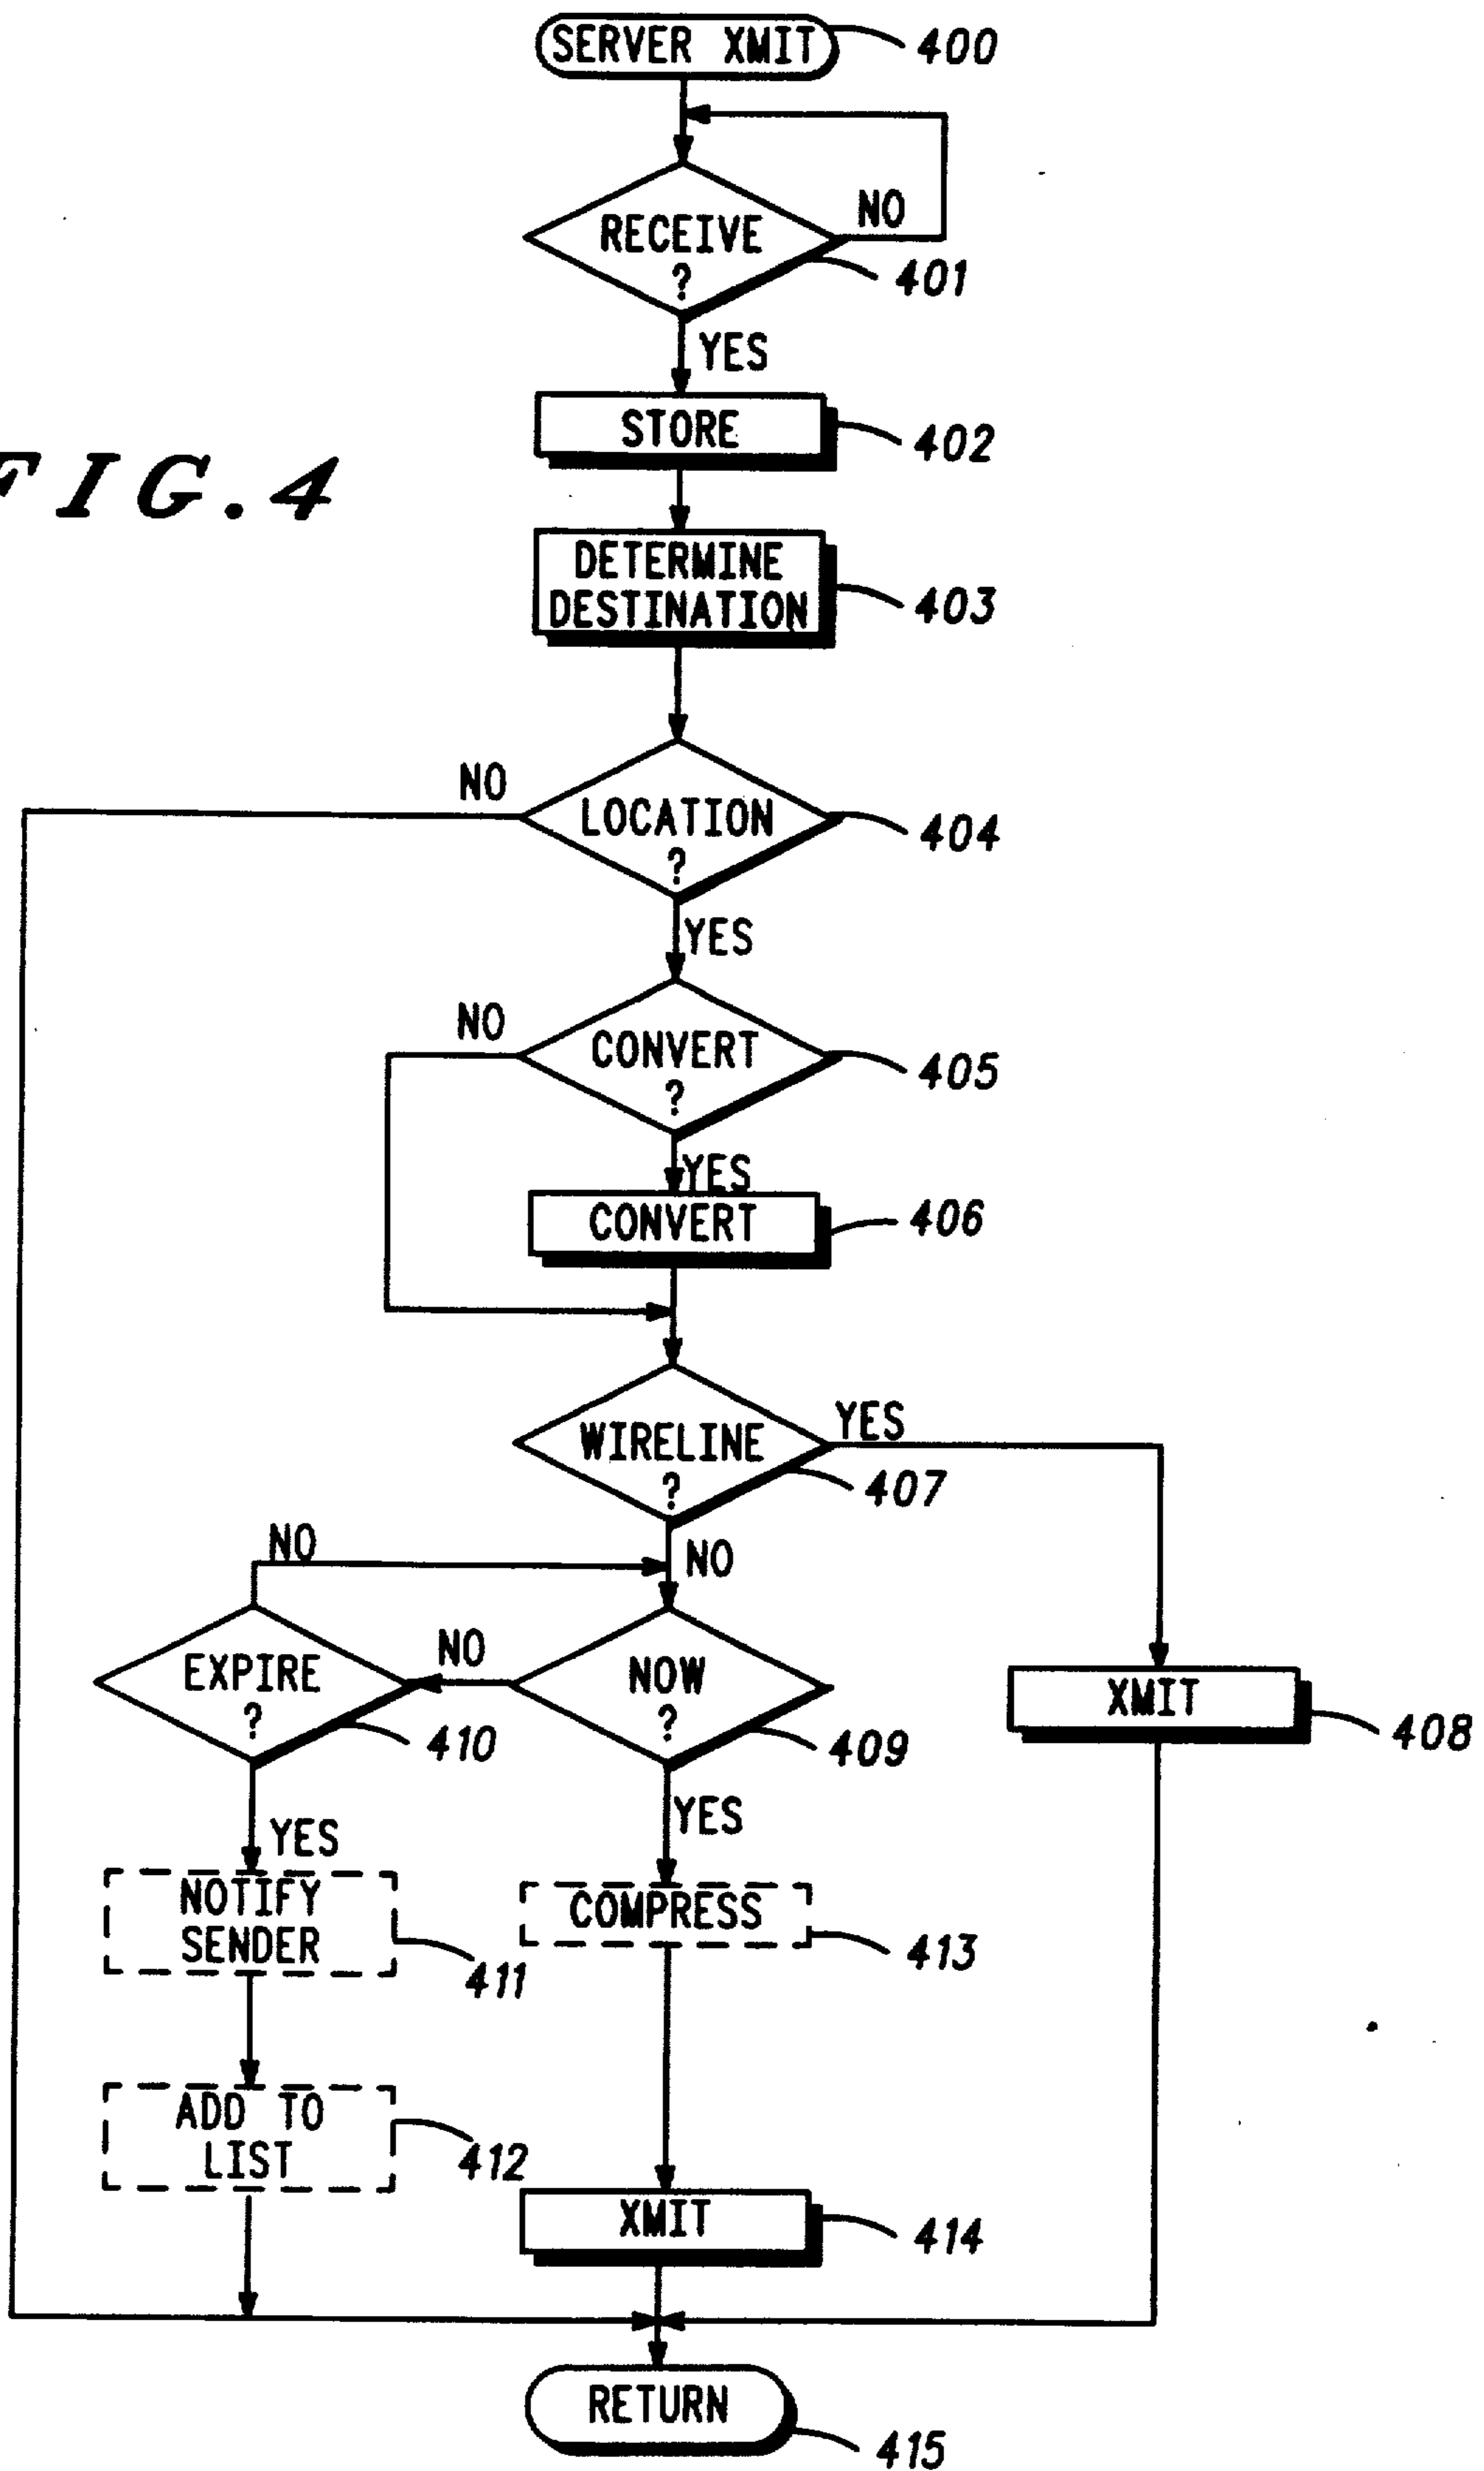 SERVER XMIT
400
NO
RECEIVE
?
401
YES
STORE
402
FIG.4
DETERMINE
DESTINATION
403
NO
LOCATION
?
404
YES
NO
CONVERT
?
405
YES
CONVERT
406
WIRELINE
?
YES
407
NO
NO
EXPIRE
?
410
NO
NOW
?
409
XMIT
408
YES
YES
NOTIFY
SENDER
411
COMPRESS
413
ADD TO
LIST
412
XMIT
414
RETURN
415